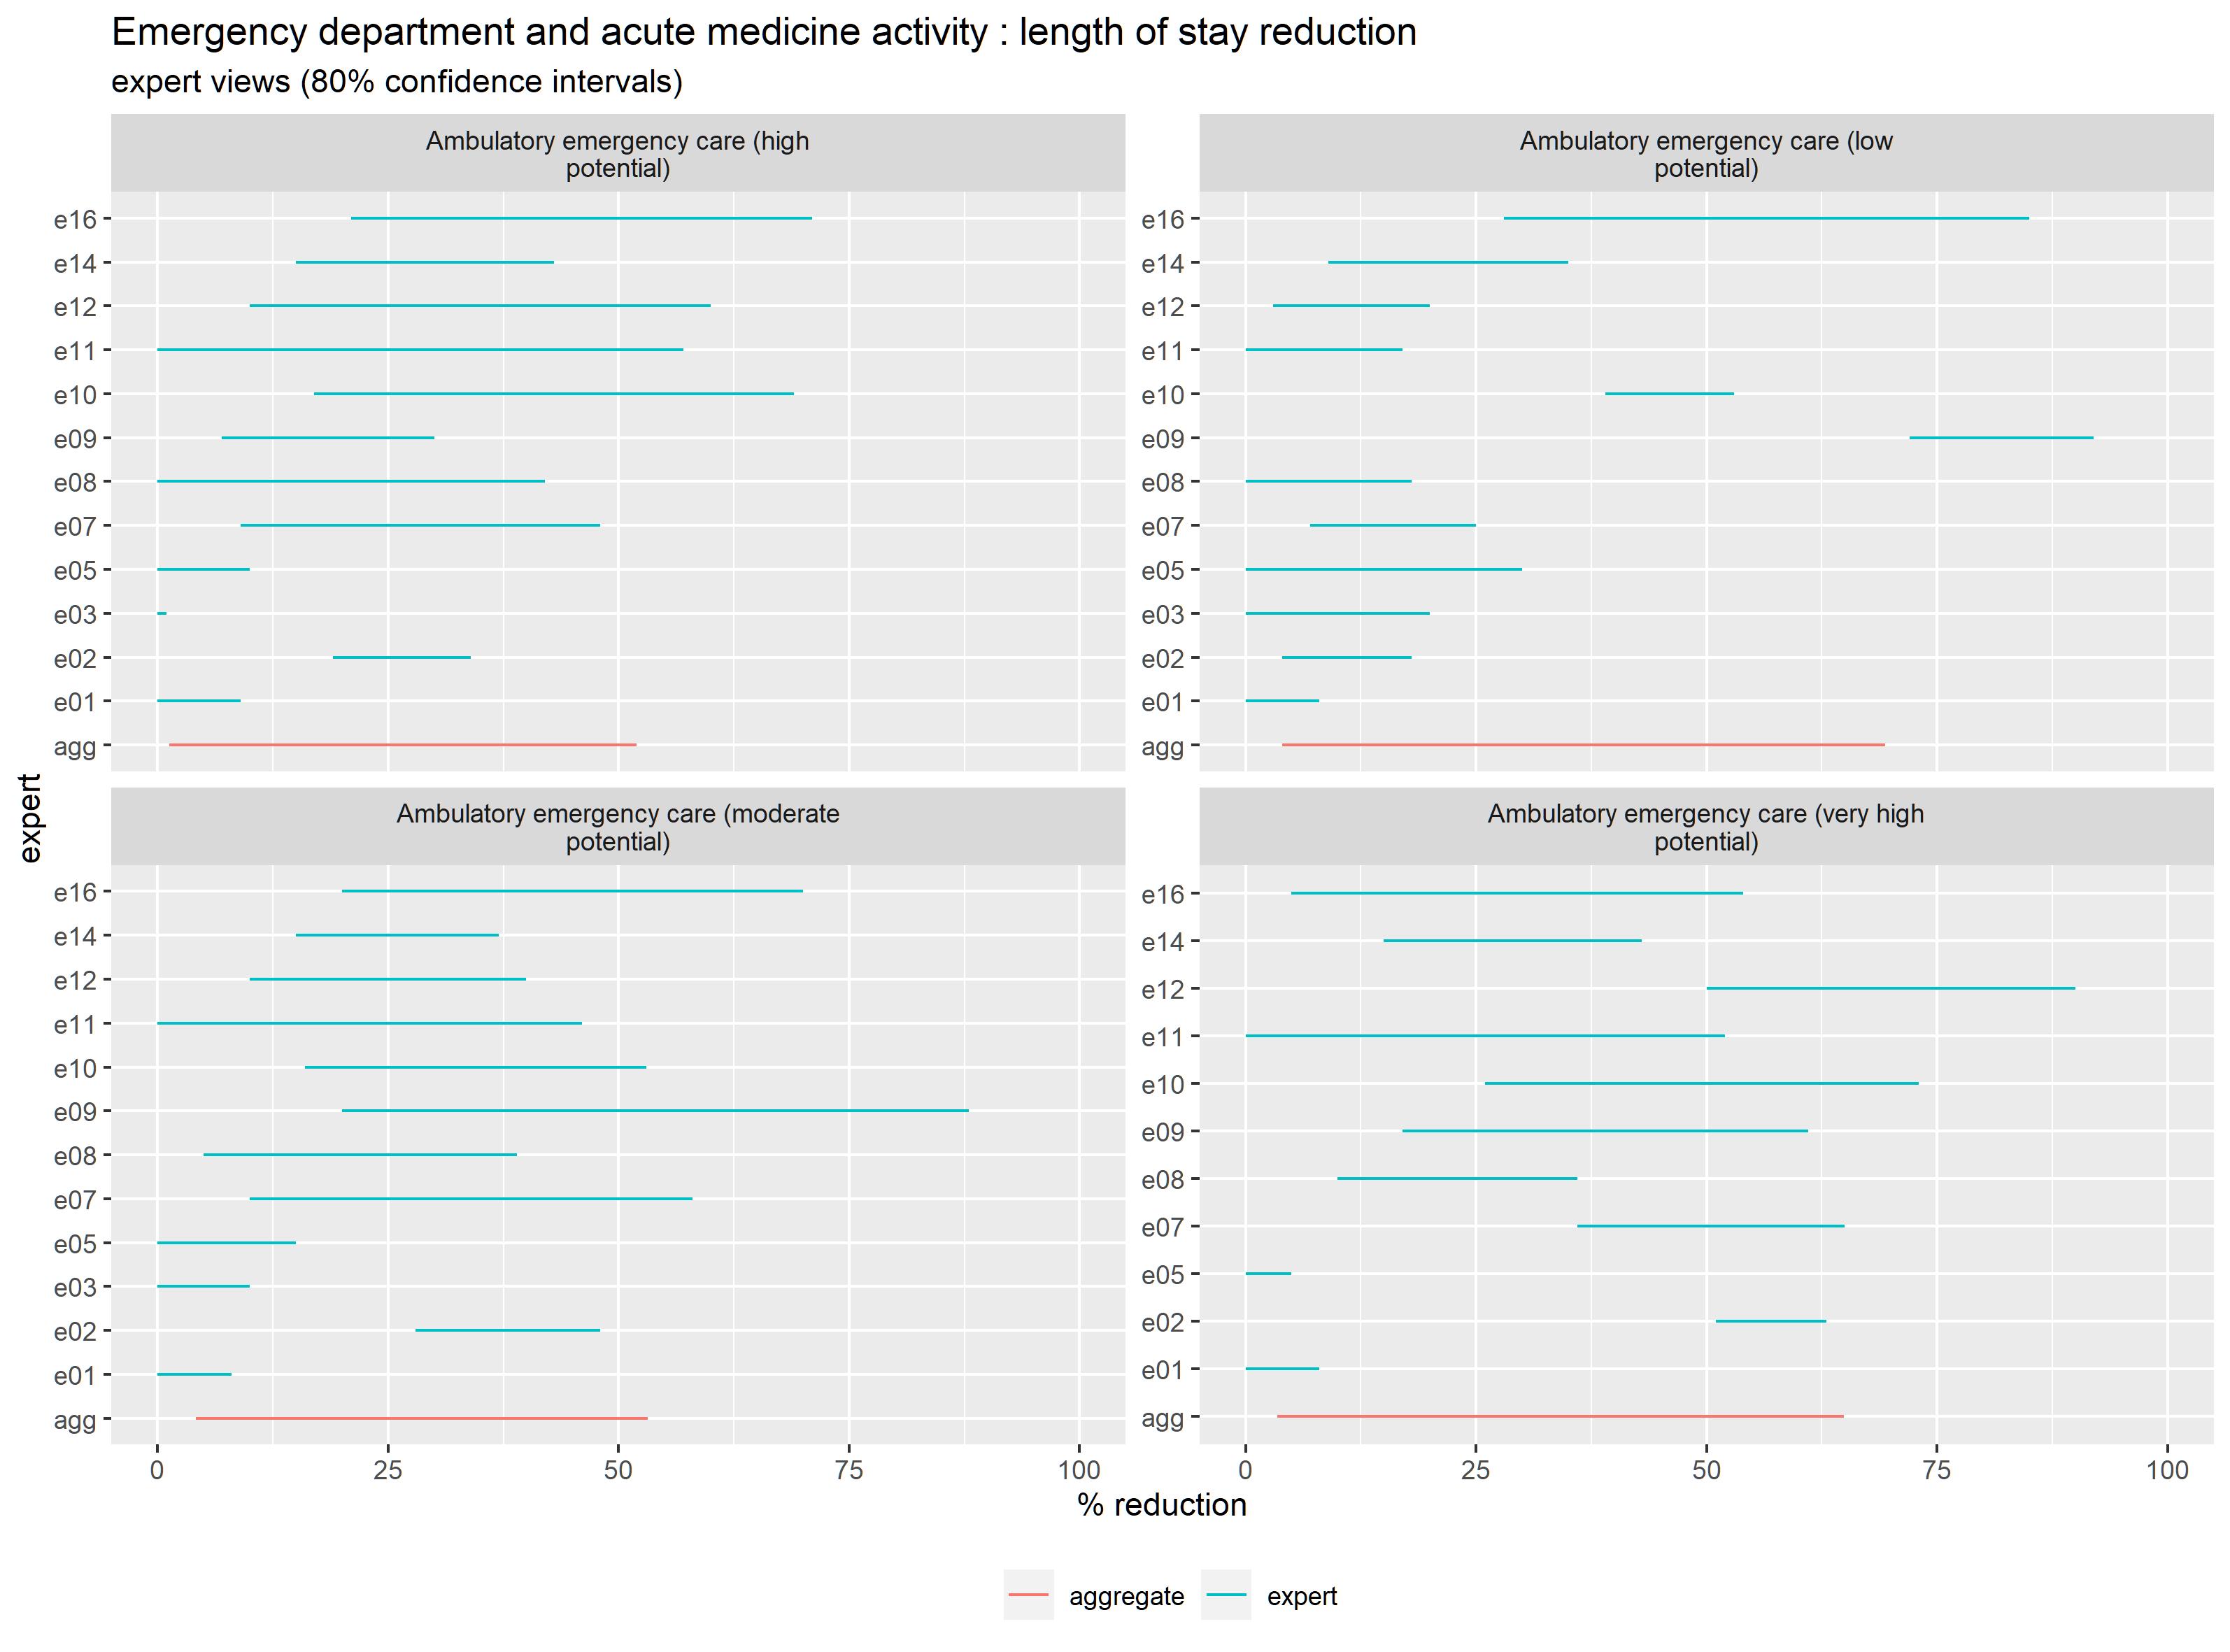 Emergency department and acute medicine activity : length of stay reduction
expert views (80% confidence intervals)
Ambulatory emergency care (high
potential)
e16
e14
e12
e11
e10
e09
e08
e07
e05
e03
e02
e01
agg
Ambulatory emergency care (low
potential)
e16
e14
e12
e11
e10
e09
e08
e07
e05
e03
e02
e01
agg
expert
Ambulatory emergency care (moderate
potential)
e16
e14
e12
e11
e10
e09
e08
e07
e05
e03
e02
e01
agg
0 25 50 75 100
Ambulatory emergency care (very high
potential)
e16
e14
e12
e11
e10
e09
e08
e07
e05
e02
e01
agg
0 25 50 75 100
% reduction
aggregate expert